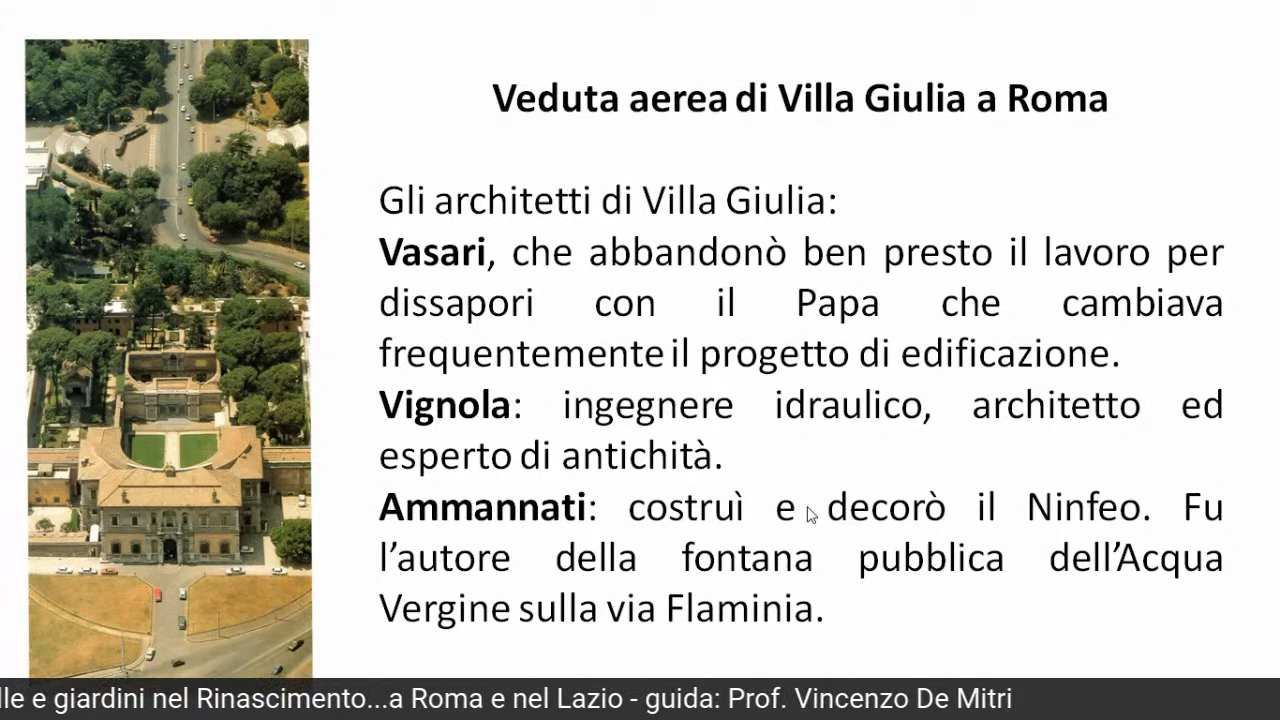 Veduta aerea di Villa Giulia a Roma
Gli architetti di Villa Giulia:
Vasari, che abbandonò ben presto il lavoro per
dissapori con il Papa che cambiava
frequentemente il progetto di edificazione.
Vignola: ingegnere idraulico, architetto ed
esperto di antichità.
Ammannati: costruì e decorò il Ninfeo. Fu
l’autore della fontana pubblica dell’Acqua
Vergine sulla via Flaminia.
lle e giardini nel Rinascimento...a Roma e nel Lazio - guida: Prof. Vincenzo De Mitri